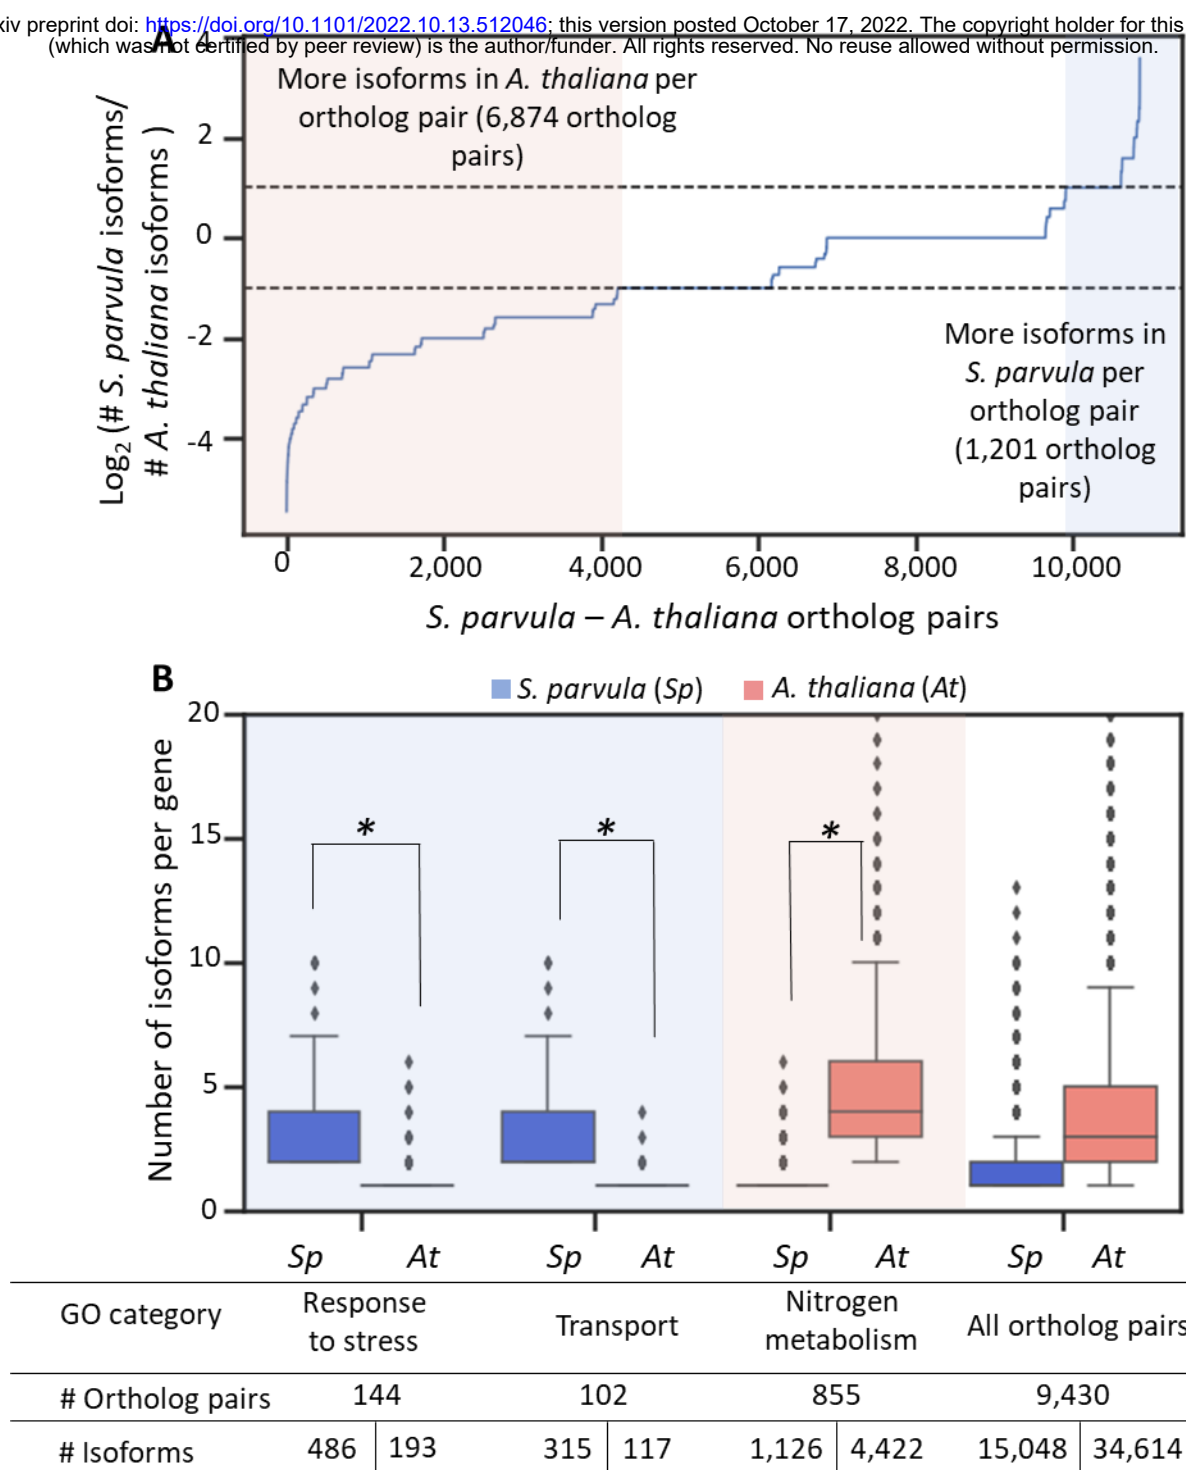 xiv preprint doi: https://doi.org/10.1101/2022.10.13.512046; this version posted October 17, 2022. The copyright holder for this
(which was not certified by peer review) is the author/funder. All rights reserved. No reuse allowed without permission.
A
4
2
0
-2
-4
Log2 (# S. parvula isoforms/
# A. thaliana isoforms )
More isoforms in A. thaliana per
ortholog pair (6,874 ortholog
pairs)
More isoforms in
S. parvula per
ortholog pair
(1,201 ortholog
pairs)
0 2,000 4,000 6,000 8,000 10,000
S. parvula – A. thaliana ortholog pairs
B
S. parvula (Sp) A. thaliana (At)
20
15
10
5
0
Number of isoforms per gene
* * *
Sp At Sp At Sp At Sp At
GO category
Response
to stress
Transport
Nitrogen
metabolism
All ortholog pairs
# Ortholog pairs 144 102 855 9,430
# Isoforms 486 193 315 117 1,126 4,422 15,048 34,614